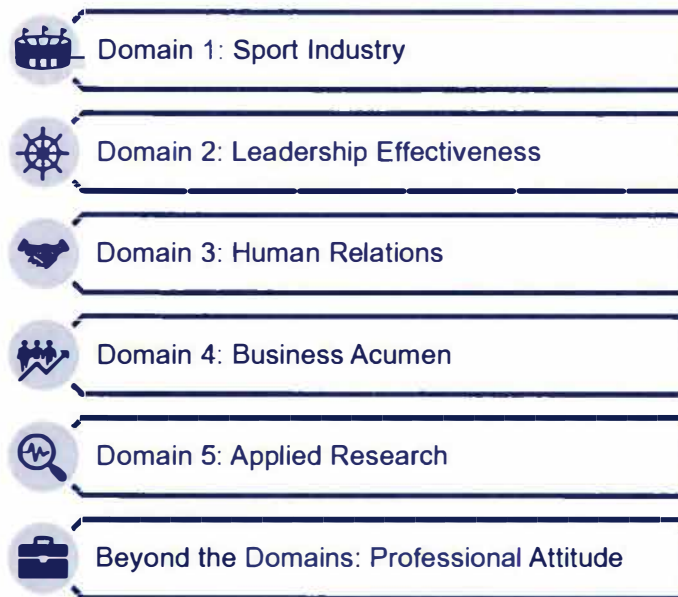 Domain 1: Sport Industry
Domain 2: Leadership Effectiveness
Domain 3: Human Relations
Domain 4: Business Acumen
Domain 5: Applied Research
Beyond the Domains: Professional Attitude